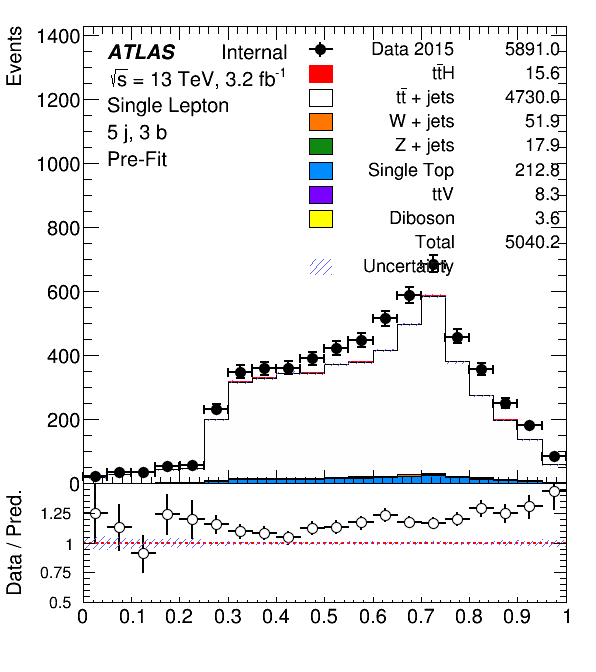 Events
1400
1200
1000
800
600
400
200
0
ATLAS Internal
√s = 13 TeV, 3.2 fb⁻¹
Single Lepton
5 j, 3 b
Pre-Fit
Data 2015 5891.0
tt̄H 15.6
tt̄ + jets 4730.0
W + jets 51.9
Z + jets 17.9
Single Top 212.8
ttV 8.3
Diboson 3.6
Total 5040.2
Uncertainty
Data / Pred.
1.25
1
0.75
0.5
0 0.1 0.2 0.3 0.4 0.5 0.6 0.7 0.8 0.9 1